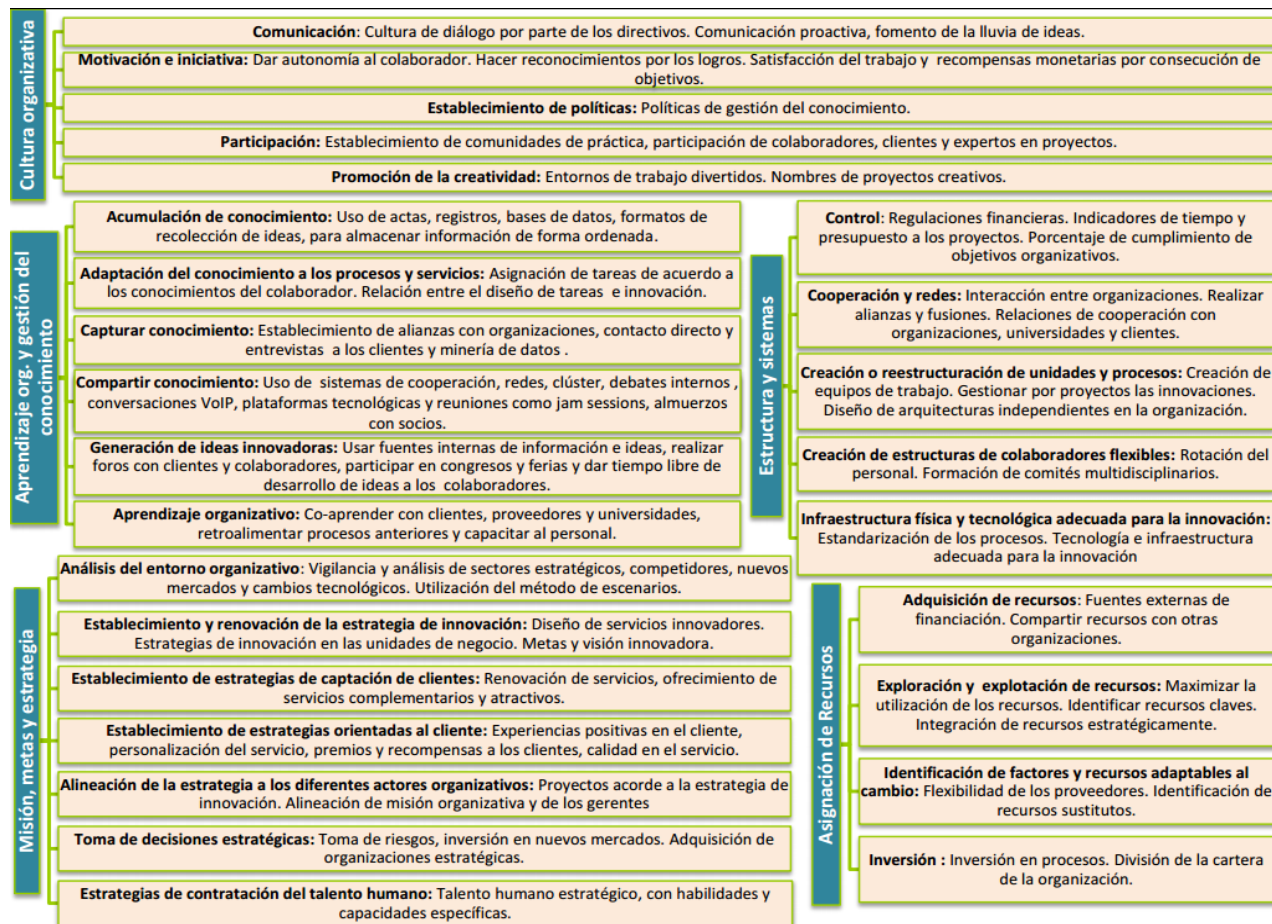 Cultura organizativa
Comunicación: Cultura de diálogo por parte de los directivos. Comunicación proactiva, fomento de la lluvia de ideas.
Motivación e iniciativa: Dar autonomía al colaborador. Hacer reconocimientos por los logros. Satisfacción del trabajo y recompensas monetarias por consecución de
objetivos.
Establecimiento de políticas: Políticas de gestión del conocimiento.
Participación: Establecimiento de comunidades de práctica, participación de colaboradores, clientes y expertos en proyectos.
Promoción de la creatividad: Entornos de trabajo divertidos. Nombres de proyectos creativos.
Aprendizaje org. y gestión del
conocimiento
Acumulación de conocimiento: Uso de actas, registros, bases de datos, formatos de
recolección de ideas, para almacenar información de forma ordenada.
Adaptación del conocimiento a los procesos y servicios: Asignación de tareas de acuerdo a
los conocimientos del colaborador. Relación entre el diseño de tareas e innovación.
Capturar conocimiento: Establecimiento de alianzas con organizaciones, contacto directo y
entrevistas a los clientes y minería de datos .
Compartir conocimiento: Uso de sistemas de cooperación, redes, clúster, debates internos ,
conversaciones VoIP, plataformas tecnológicas y reuniones como jam sessions, almuerzos
con socios.
Generación de ideas innovadoras: Usar fuentes internas de información e ideas, realizar
foros con clientes y colaboradores, participar en congresos y ferias y dar tiempo libre de
desarrollo de ideas a los colaboradores.
Aprendizaje organizativo: Co-aprender con clientes, proveedores y universidades,
retroalimentar procesos anteriores y capacitar al personal.
Estructura y sistemas
Control: Regulaciones financieras. Indicadores de tiempo y
presupuesto a los proyectos. Porcentaje de cumplimiento de
objetivos organizativos.
Cooperación y redes: Interacción entre organizaciones. Realizar
alianzas y fusiones. Relaciones de cooperación con
organizaciones, universidades y clientes.
Creación o reestructuración de unidades y procesos: Creación de
equipos de trabajo. Gestionar por proyectos las innovaciones.
Diseño de arquitecturas independientes en la organización.
Creación de estructuras de colaboradores flexibles: Rotación del
personal. Formación de comités multidisciplinarios.
Infraestructura física y tecnológica adecuada para la innovación:
Estandarización de los procesos. Tecnología e infraestructura
adecuada para la innovación
Misión, metas y estrategia
Análisis del entorno organizativo: Vigilancia y análisis de sectores estratégicos, competidores, nuevos
mercados y cambios tecnológicos. Utilización del método de escenarios.
Establecimiento y renovación de la estrategia de innovación: Diseño de servicios innovadores.
Estrategias de innovación en las unidades de negocio. Metas y visión innovadora.
Establecimiento de estrategias de captación de clientes: Renovación de servicios, ofrecimiento de
servicios complementarios y atractivos.
Establecimiento de estrategias orientadas al cliente: Experiencias positivas en el cliente,
personalización del servicio, premios y recompensas a los clientes, calidad en el servicio.
Alineación de la estrategia a los diferentes actores organizativos: Proyectos acorde a la estrategia de
innovación. Alineación de misión organizativa y de los gerentes
Toma de decisiones estratégicas: Toma de riesgos, inversión en nuevos mercados. Adquisición de
organizaciones estratégicas.
Estrategias de contratación del talento humano: Talento humano estratégico, con habilidades y
capacidades específicas.
Asignación de Recursos
Adquisición de recursos: Fuentes externas de
financiación. Compartir recursos con otras
organizaciones.
Exploración y explotación de recursos: Maximizar la
utilización de los recursos. Identificar recursos claves.
Integración de recursos estratégicamente.
Identificación de factores y recursos adaptables al
cambio: Flexibilidad de los proveedores. Identificación de
recursos sustitutos.
Inversión : Inversión en procesos. División de la cartera
de la organización.